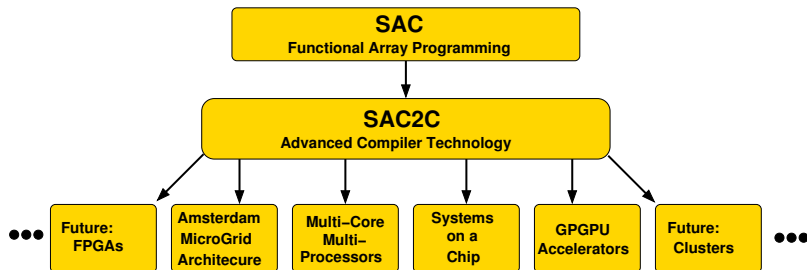 SAC
Functional Array Programming
SAC2C
Advanced Compiler Technology
Future:
FPGAs
Amsterdam
MicroGrid
Architecure
Multi−Core
Multi−
Processors
Systems
on a
Chip
GPGPU
Accelerators
Future:
Clusters